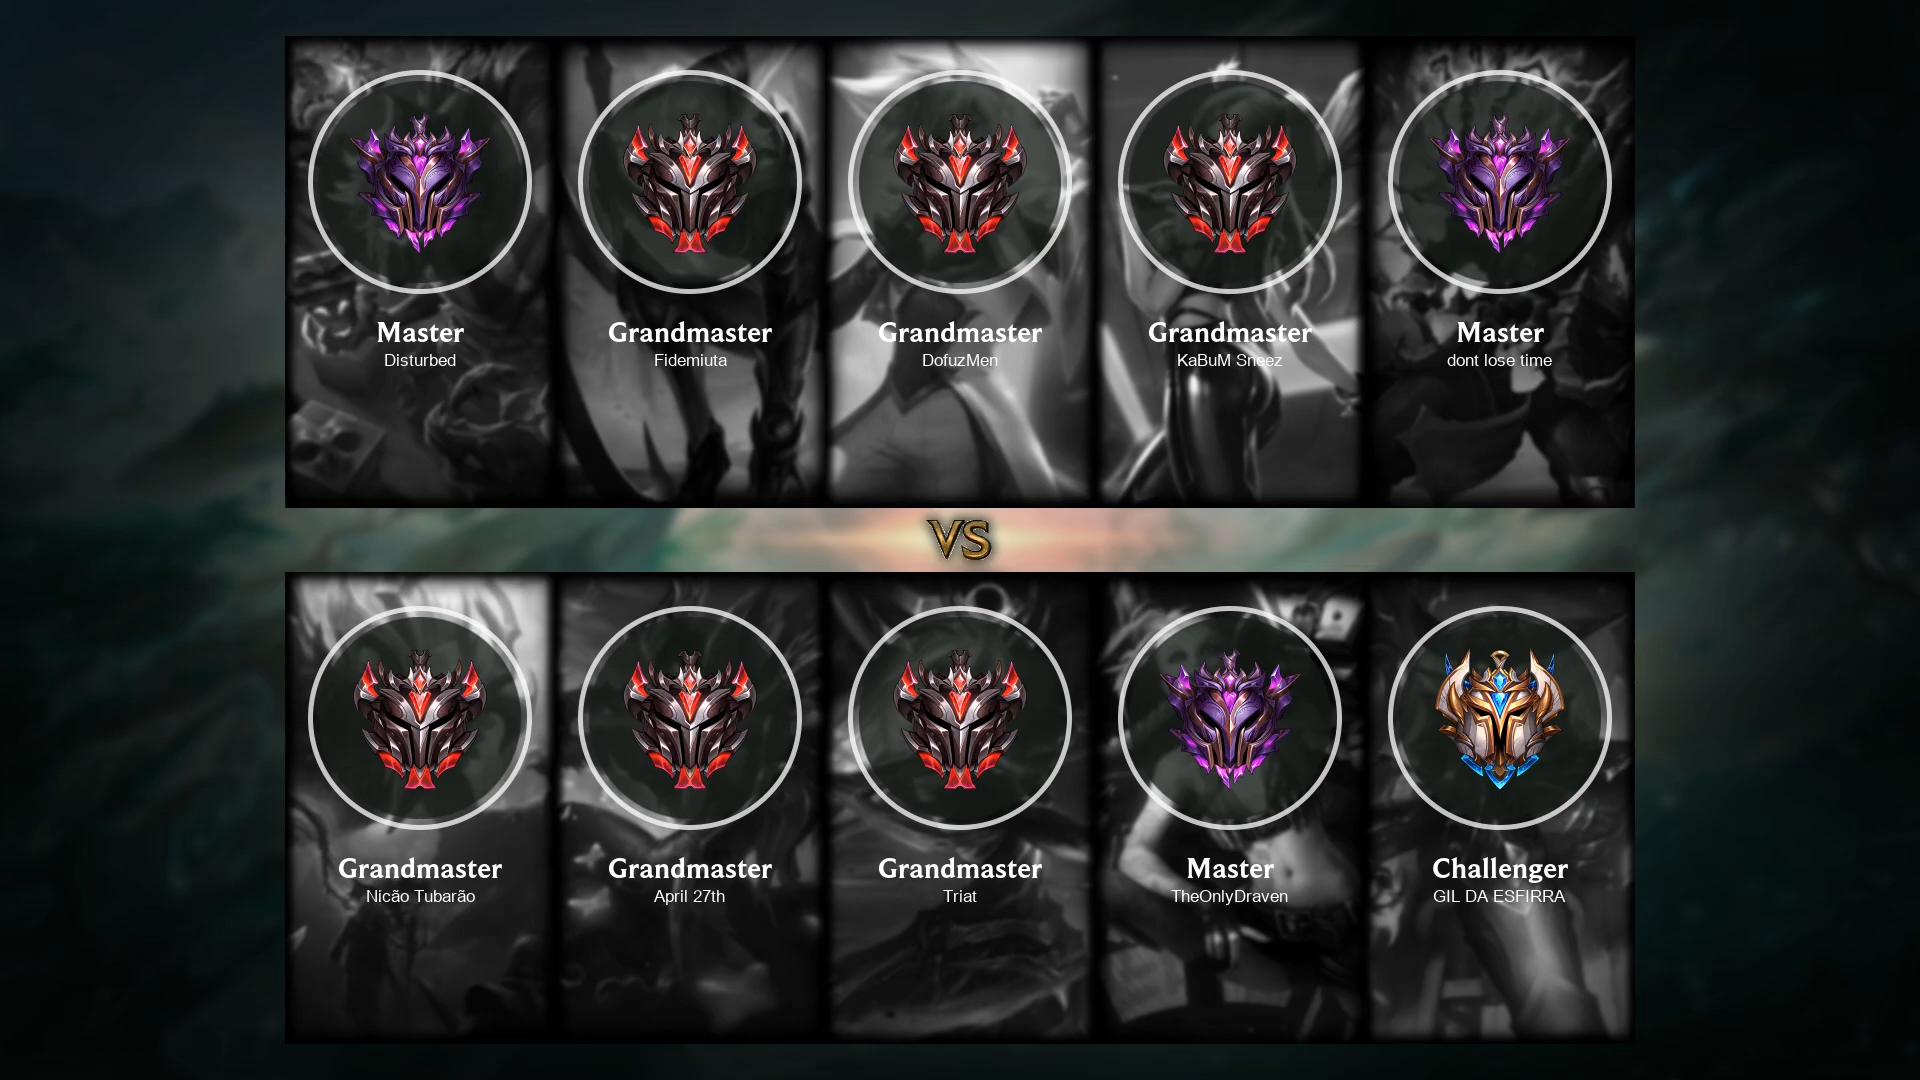 Master
Disturbed
Grandmaster
Fidemiuta
Grandmaster
DofuzMen
Grandmaster
KaBuM Sneez
Master
dont lose time
VS
Grandmaster
Nicão Tubarão
Grandmaster
April 27th
Grandmaster
Triat
Master
TheOnlyDraven
Challenger
GIL DA ESFIRRA